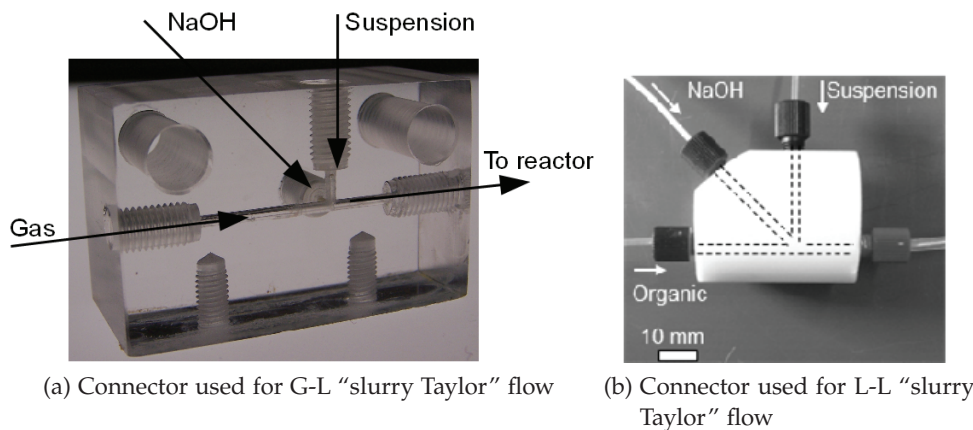 NaOH
Suspension
To reactor
Gas
NaOH
Suspension
Organic
10 mm
(a) Connector used for G-L “slurry Taylor” flow
(b) Connector used for L-L “slurry
Taylor” flow